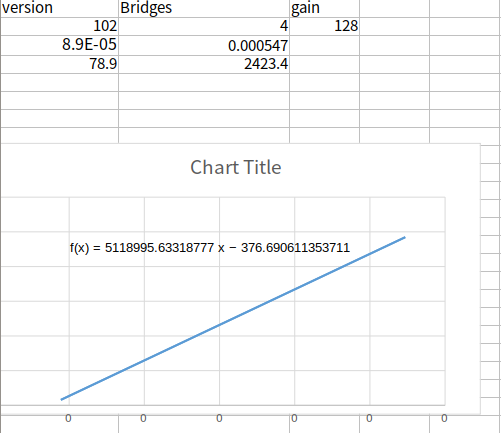 version Bridges gain
102 4 128
8.9E-05 0.000547
78.9 2423.4
Chart Title
f(x) = 5118995.63318777 x − 376.690611353711
0 0 0 0 0 0